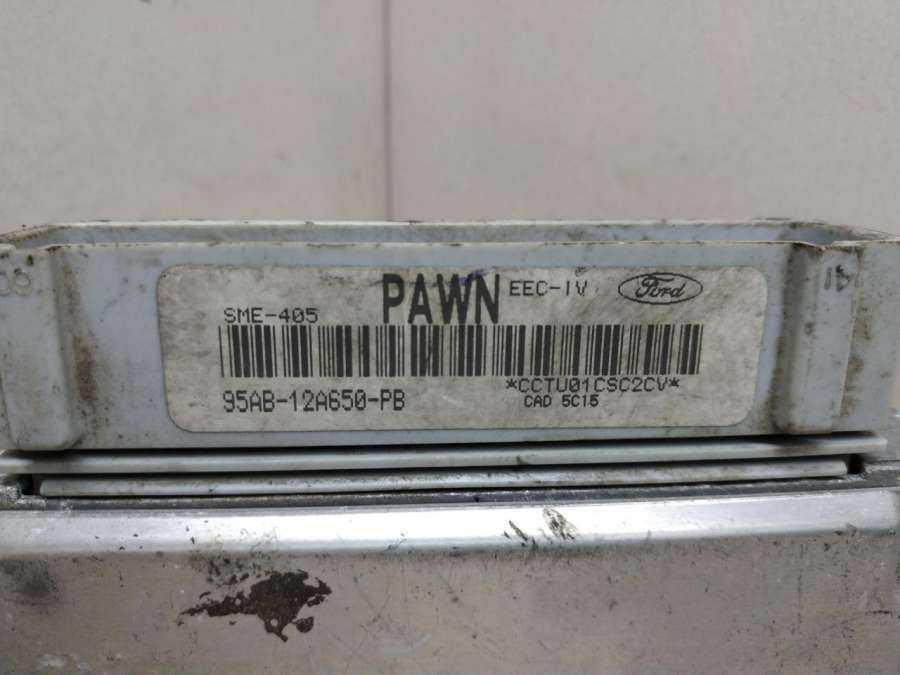 PAWN EEC-IV Ford
SME-405
*CCTU01CSC2CV*
95AB-12A650-PB
CAD 5C15